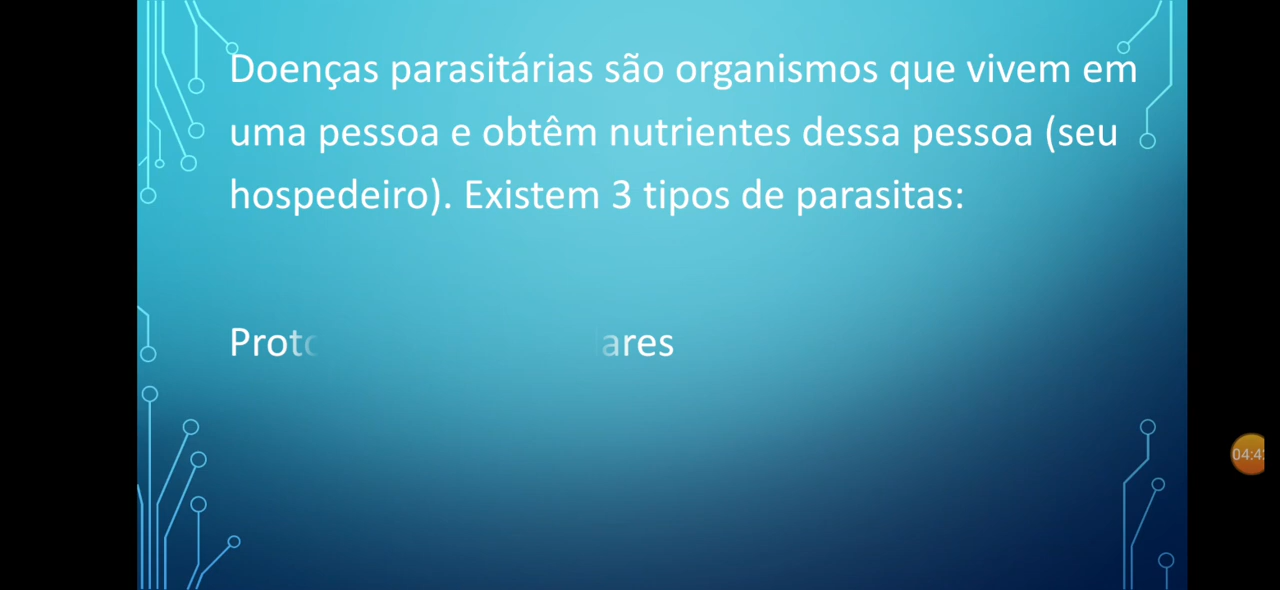 Doenças parasitárias são organismos que vivem em
uma pessoa e obtêm nutrientes dessa pessoa (seu
hospedeiro). Existem 3 tipos de parasitas: